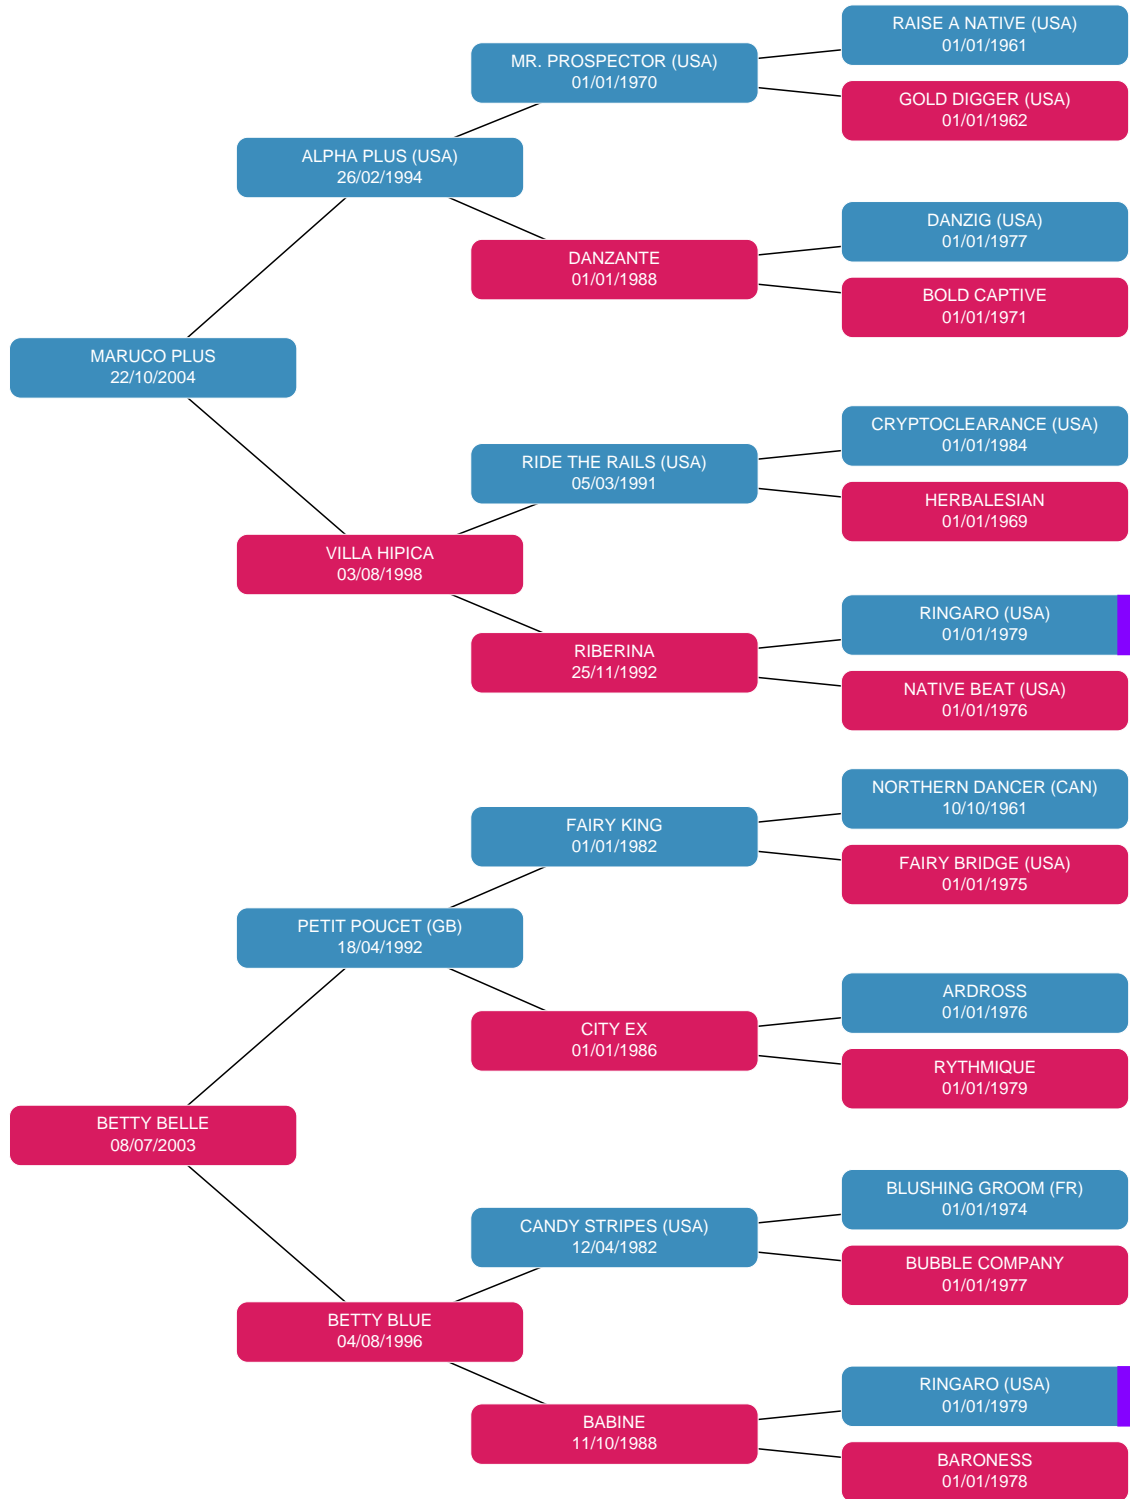 RAISE A NATIVE (USA)
01/01/1961
MR. PROSPECTOR (USA)
01/01/1970
GOLD DIGGER (USA)
01/01/1962
ALPHA PLUS (USA)
26/02/1994
DANZIG (USA)
01/01/1977
DANZANTE
01/01/1988
BOLD CAPTIVE
01/01/1971
MARUCO PLUS
22/10/2004
CRYPTOCLEARANCE (USA)
01/01/1984
RIDE THE RAILS (USA)
05/03/1991
HERBALESIAN
01/01/1969
VILLA HIPICA
03/08/1998
RINGARO (USA)
01/01/1979
RIBERINA
25/11/1992
NATIVE BEAT (USA)
01/01/1976
NORTHERN DANCER (CAN)
10/10/1961
FAIRY KING
01/01/1982
FAIRY BRIDGE (USA)
01/01/1975
PETIT POUCET (GB)
18/04/1992
ARDROSS
01/01/1976
CITY EX
01/01/1986
RYTHMIQUE
01/01/1979
BETTY BELLE
08/07/2003
BLUSHING GROOM (FR)
01/01/1974
CANDY STRIPES (USA)
12/04/1982
BUBBLE COMPANY
01/01/1977
BETTY BLUE
04/08/1996
RINGARO (USA)
01/01/1979
BABINE
11/10/1988
BARONESS
01/01/1978